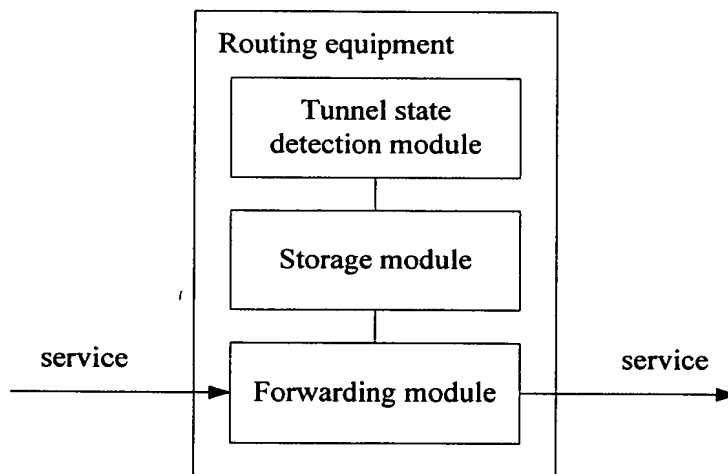 Routing equipment
Tunnel state
detection module
Storage module
service
Forwarding module
service